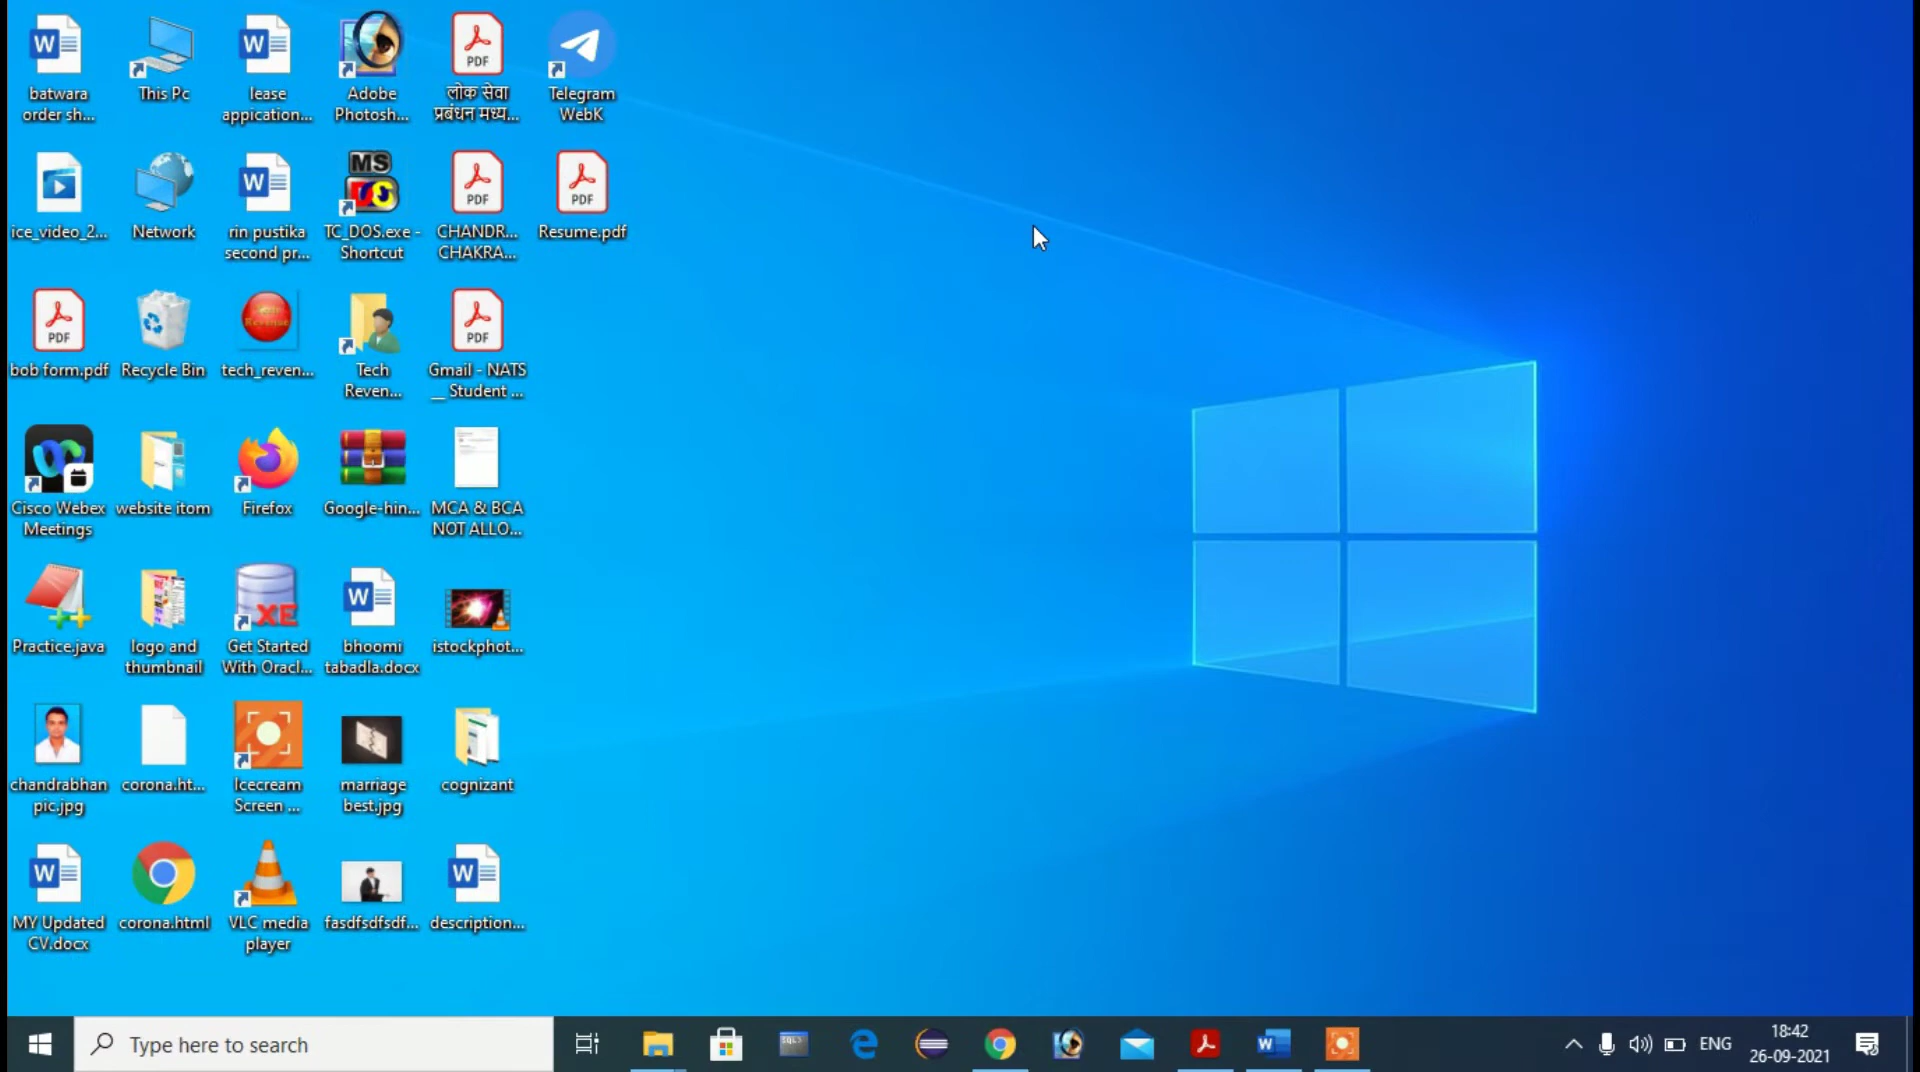 batwara
order sh...
This Pc
lease
appication...
Adobe
Photosh...
PDF
लोक सेवा
प्रबंधन मध्य...
Telegram
WebK
ice_video_2...
Network
rin pustika
second pr...
MS
TC_DOS.exe -
Shortcut
PDF
CHANDR...
CHAKRA...
PDF
Resume.pdf
PDF
bob form.pdf
Recycle Bin
tech_reven...
Tech
Reven...
PDF
Gmail - NATS
__ Student ...
Cisco Webex
Meetings
website itom
Firefox
Google-hin...
MCA & BCA
NOT ALLO...
Practice.java
logo and
thumbnail
XE
Get Started
With Oracl...
bhoomi
tabadla.docx
istockphot...
chandrabhan
pic.jpg
corona.ht...
Icecream
Screen ...
marriage
best.jpg
cognizant
MY Updated
CV.docx
corona.html
VLC media
player
fasdfsdfsdf...
description...
Type here to search
ENG
18:42
26-09-2021